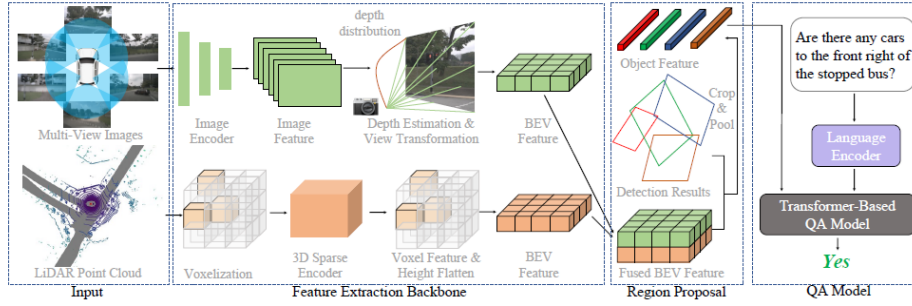 depth
distribution
Are there any cars
to the front right of
the stopped bus?
Object Feature
Crop
&
Pool
Multi-View Images
Image
Encoder
Image
Feature
Depth Estimation &
View Transformation
BEV
Feature
Language
Encoder
Detection Results
Transformer-Based
QA Model
LiDAR Point Cloud
Voxelization
3D Sparse
Encoder
Voxel Feature &
Height Flatten
BEV
Feature
Fused BEV Feature
Yes
Input
Feature Extraction Backbone
Region Proposal
QA Model